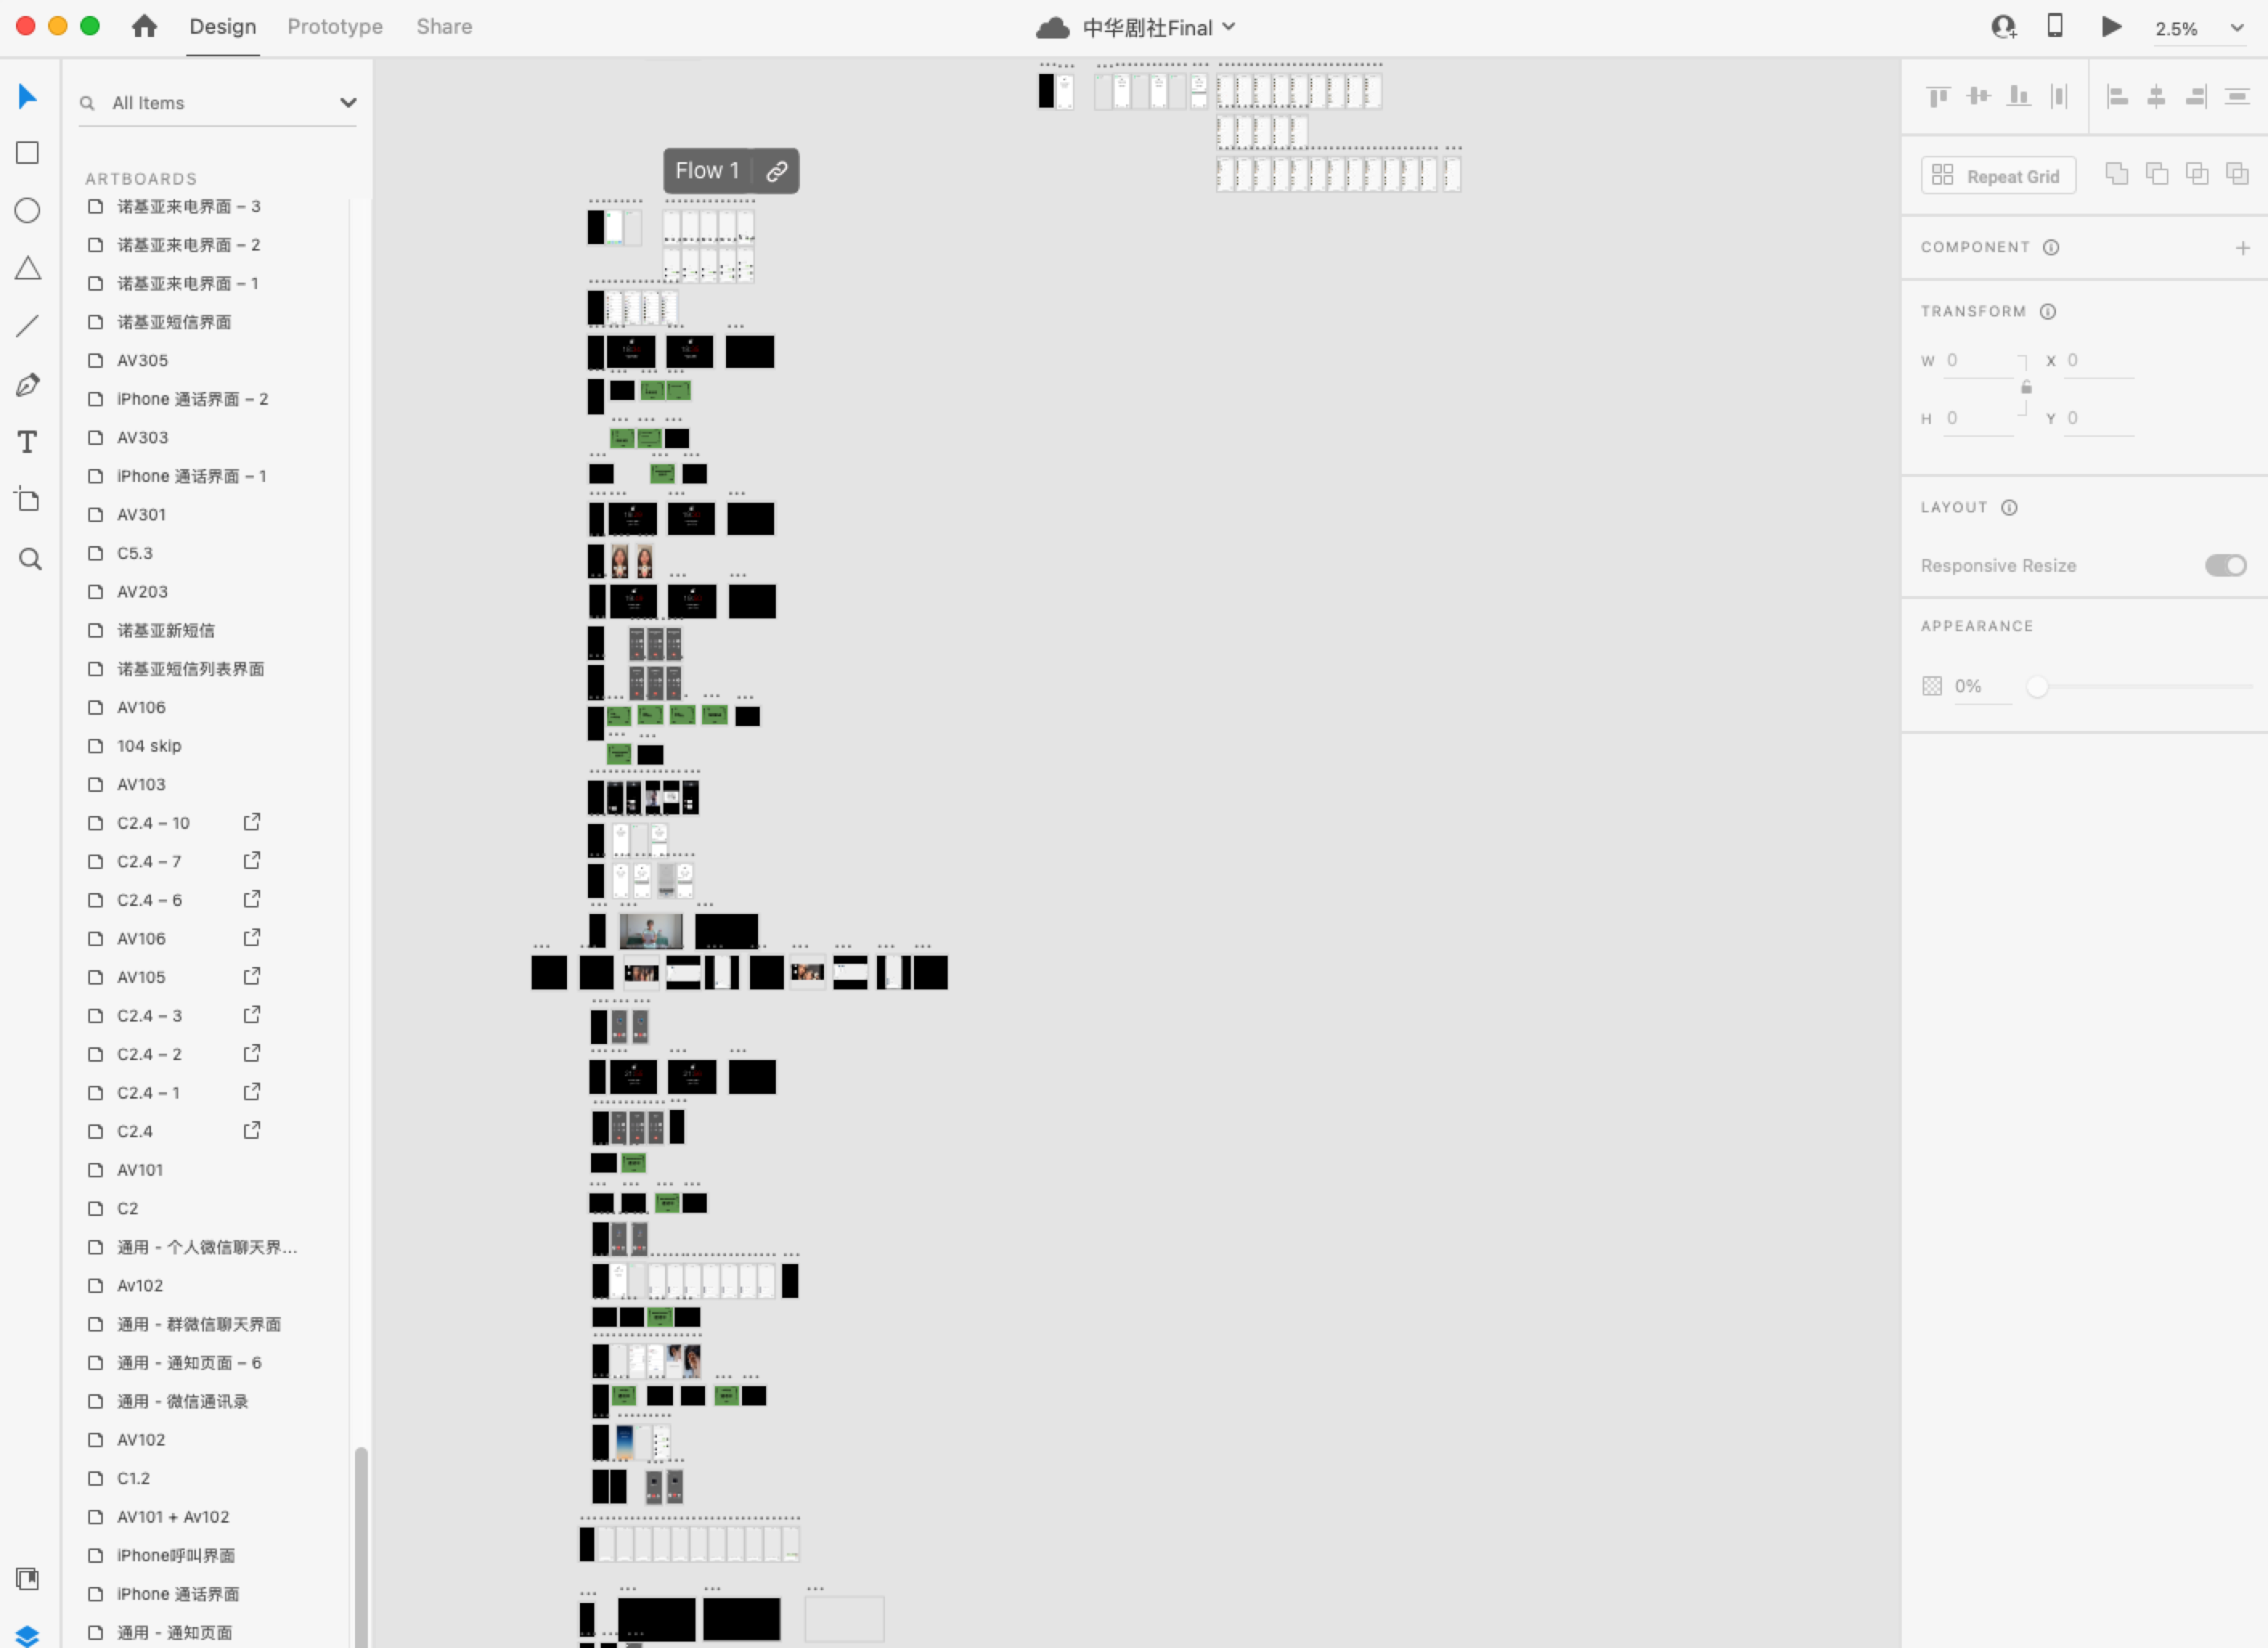 Design
Prototype
Share
中华剧社Final
2.5%
All Items
ARTBOARDS
诺基亚来电界面 – 3
诺基亚来电界面 – 2
诺基亚来电界面 – 1
诺基亚短信界面
AV305
iPhone 通话界面 – 2
AV303
iPhone 通话界面 – 1
AV301
C5.3
AV203
诺基亚新短信
诺基亚短信列表界面
AV106
104 skip
AV103
C2.4 – 10
C2.4 – 7
C2.4 – 6
AV106
AV105
C2.4 – 3
C2.4 – 2
C2.4 – 1
C2.4
AV101
C2
通用 - 个人微信聊天界...
Av102
通用 - 群微信聊天界面
通用 - 通知页面 – 6
通用 - 微信通讯录
AV102
C1.2
AV101 + Av102
iPhone呼叫界面
iPhone 通话界面
通用 - 通知页面
Flow 1
Repeat Grid
COMPONENT
TRANSFORM
W 0
X 0
H 0
Y 0
LAYOUT
Responsive Resize
APPEARANCE
0%